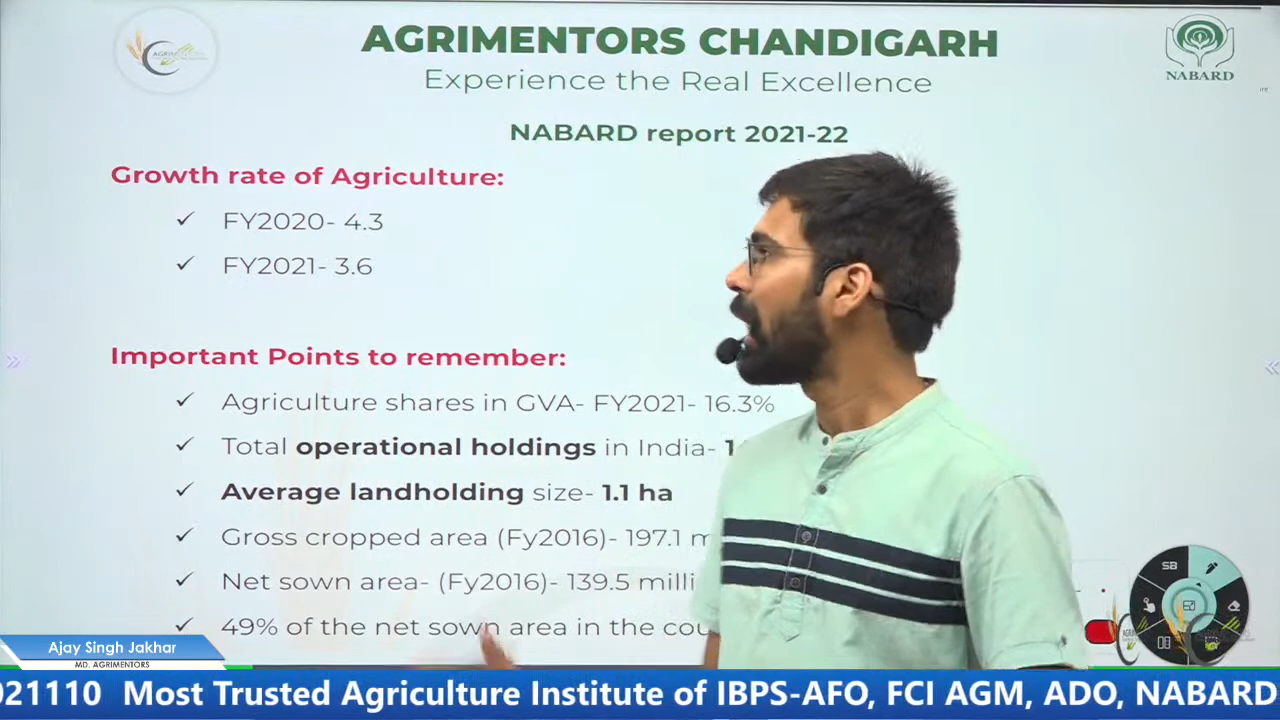 AGRIMENTORS CHANDIGARH
Experience the Real Excellence
NABARD
NABARD report 2021-22
Growth rate of Agriculture:
✓ FY2020- 4.3
✓ FY2021- 3.6
Important Points to remember:
✓ Agriculture shares in GVA- FY2021- 16.3%
✓ Total operational holdings in India- 1
✓ Average landholding size- 1.1 ha
✓ Gross cropped area (Fy2016)- 197.1 m
✓ Net sown area- (Fy2016)- 139.5 milli
✓ 49% of the net sown area in the cou
SB
Ajay Singh Jakhar
MD. AGRIMENTORS
021110 Most Trusted Agriculture Institute of IBPS-AFO, FCI AGM, ADO, NABARD